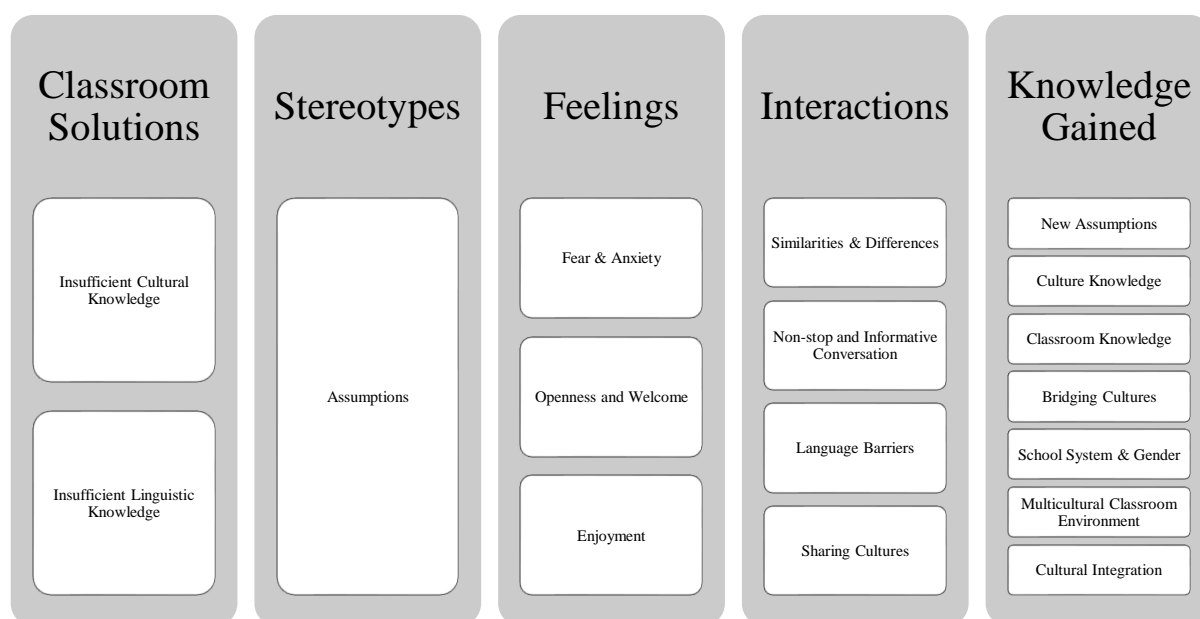 Classroom
Solutions
Insufficient Cultural
Knowledge
Insufficient Linguistic
Knowledge
Stereotypes
Assumptions
Feelings
Fear & Anxiety
Openness and Welcome
Enjoyment
Interactions
Similarities & Differences
Non-stop and Informative
Conversation
Language Barriers
Sharing Cultures
Knowledge
Gained
New Assumptions
Culture Knowledge
Classroom Knowledge
Bridging Cultures
School System & Gender
Multicultural Classroom
Environment
Cultural Integration